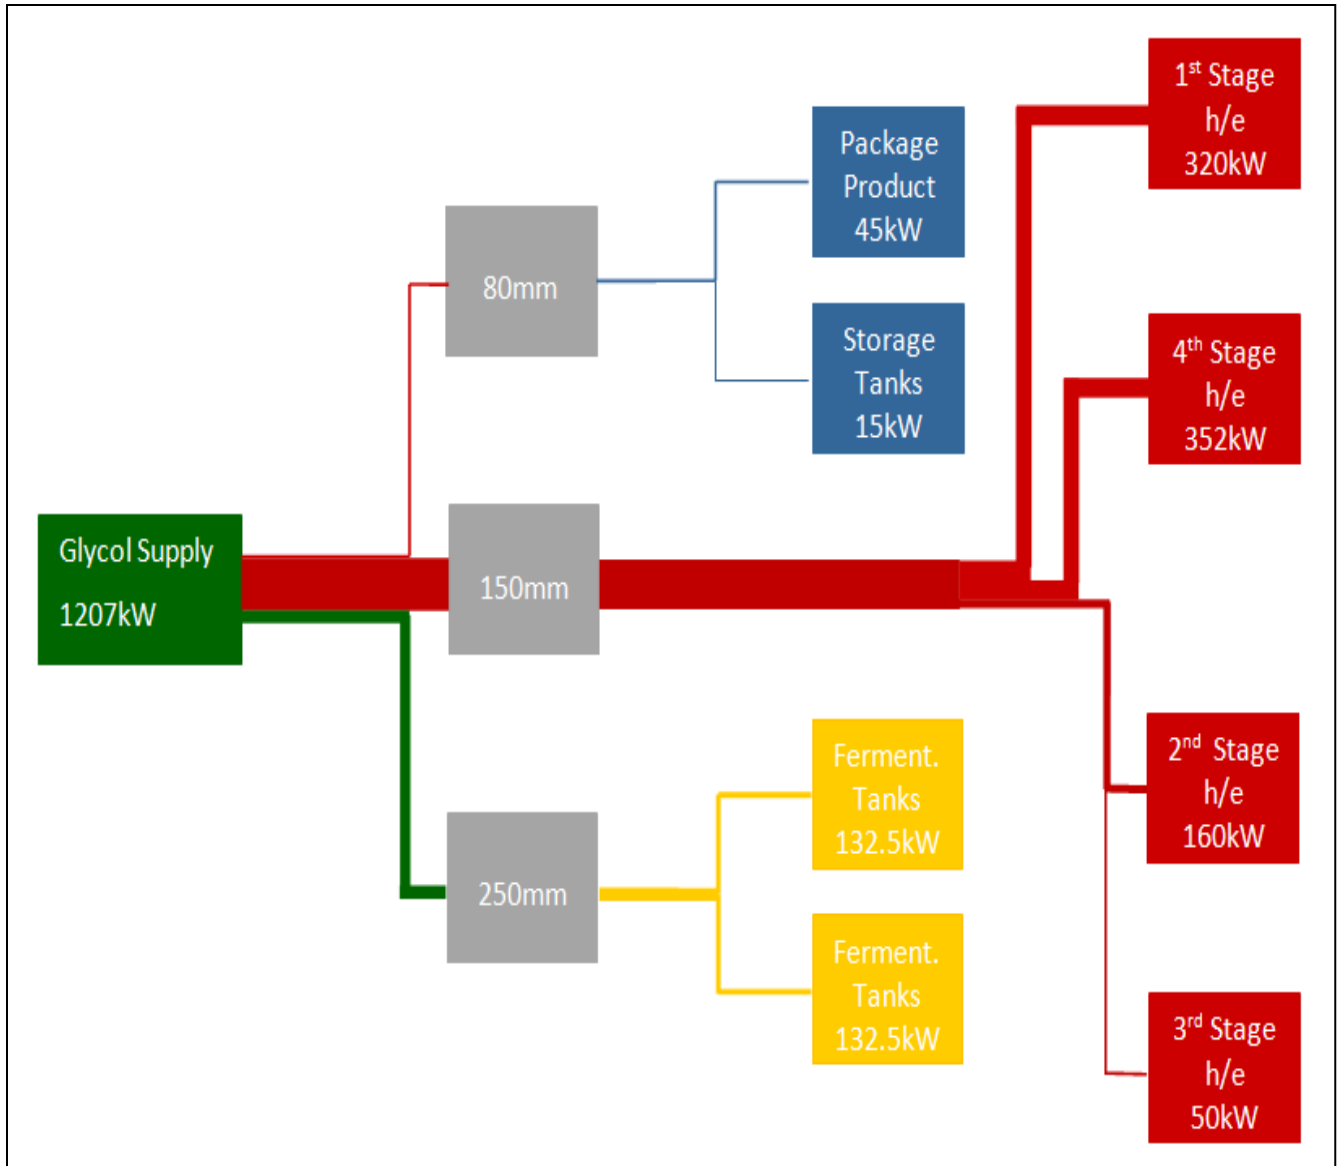 Glycol Supply
1207kW
80mm
150mm
250mm
Package
Product
45kW
Storage
Tanks
15kW
Ferment.
Tanks
132.5kW
Ferment.
Tanks
132.5kW
1st Stage
h/e
320kW
4th Stage
h/e
352kW
2nd Stage
h/e
160kW
3rd Stage
h/e
50kW